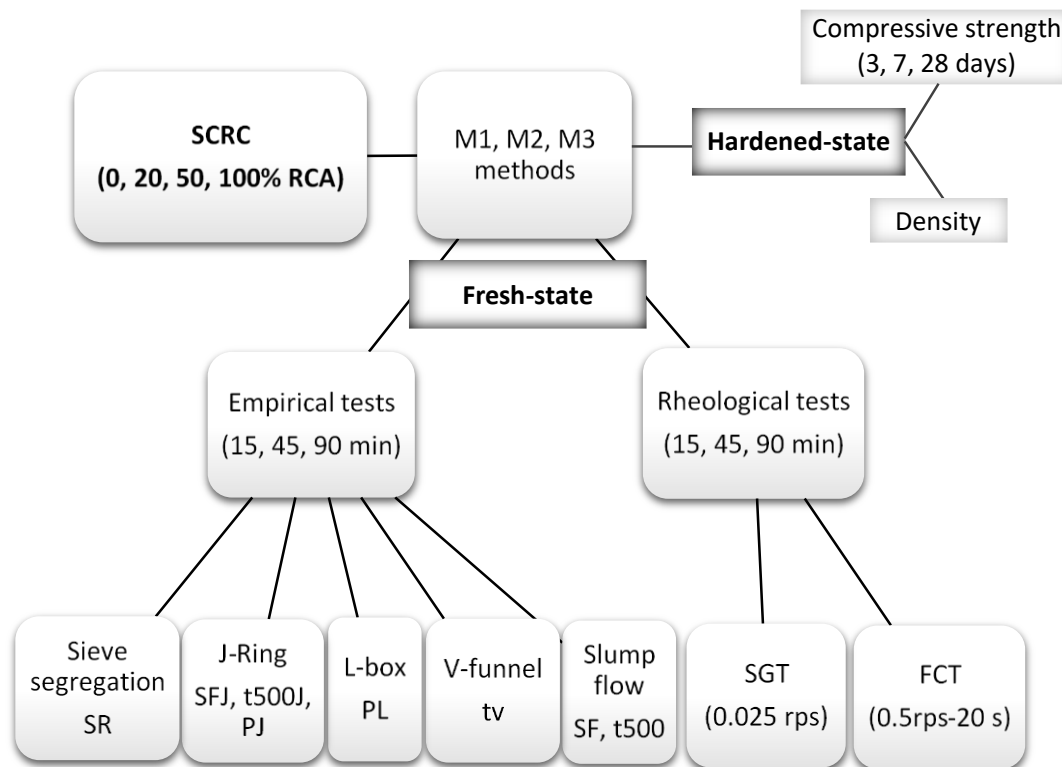 Compressive strength
(3, 7, 28 days)
SCRC
(0, 20, 50, 100% RCA)
M1, M2, M3
methods
Hardened-state
Density
Fresh-state
Empirical tests
(15, 45, 90 min)
Rheological tests
(15, 45, 90 min)
Sieve
segregation
SR
J-Ring
SFJ, t500J,
PJ
L-box
PL
V-funnel
tv
Slump
flow
SF, t500
SGT
(0.025 rps)
FCT
(0.5rps-20 s)